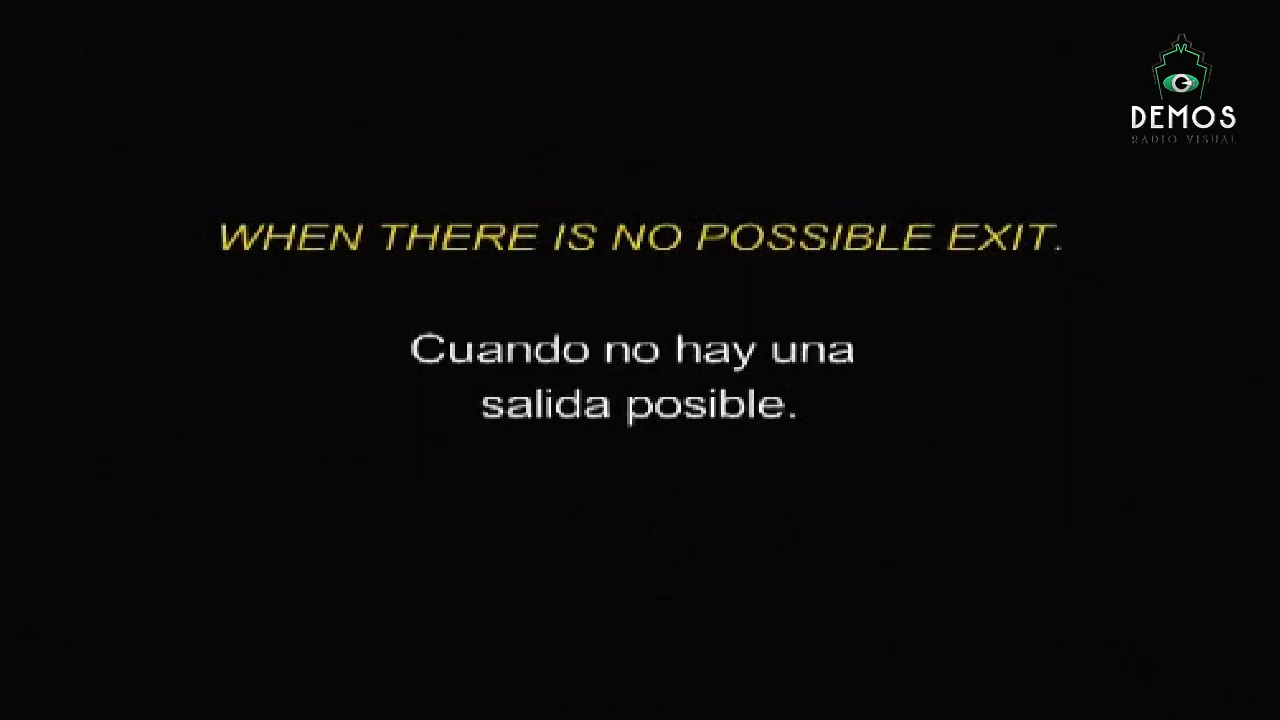 DEMOS
RADIO VISUAL
WHEN THERE IS NO POSSIBLE EXIT.
Cuando no hay una
salida posible.